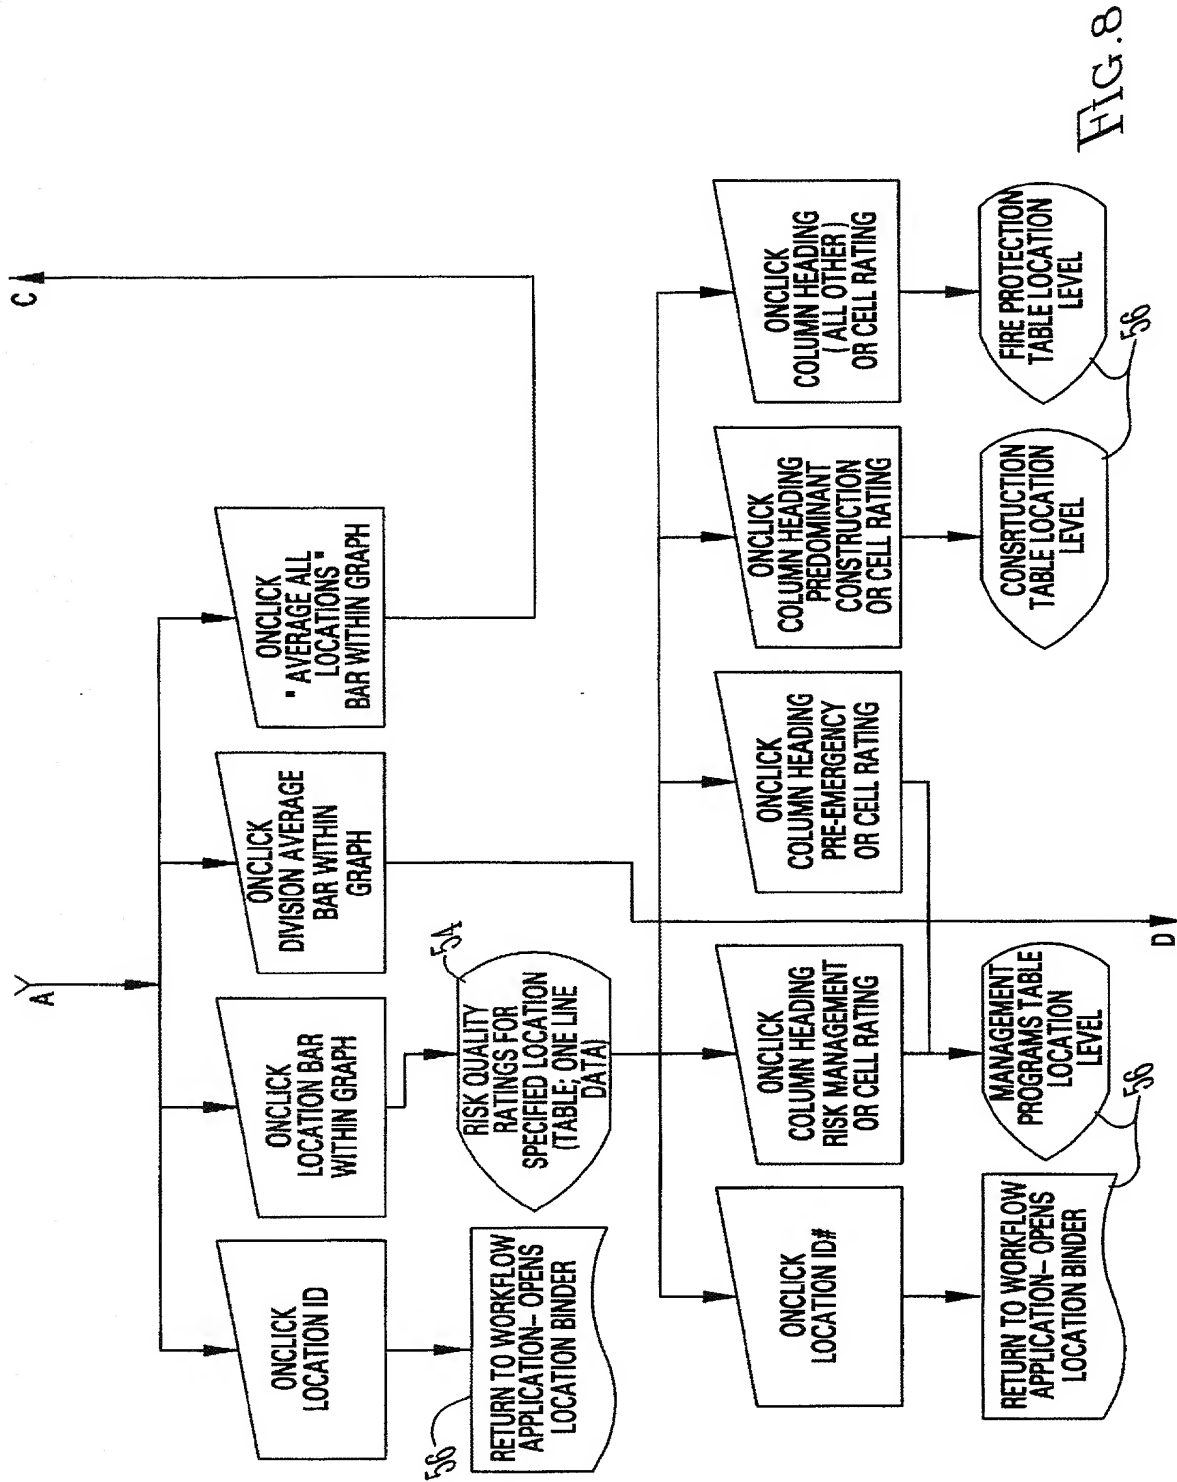 A
C
ONCLICK
LOCATION ID
ONCLICK
LOCATION BAR
WITHIN GRAPH
ONCLICK
DIVISION AVERAGE
BAR WITHIN
GRAPH
ONCLICK
" AVERAGE ALL
LOCATIONS"
BAR WITHIN GRAPH
56
RETURN TO WORKFLOW
APPLICATION- OPENS
LOCATION BINDER
54
RISK QUALITY
RATINGS FOR
SPECIFIED LOCATION
(TABLE; ONE LINE
DATA)
ONCLICK
LOCATION ID#
ONCLICK
COLUMN HEADING
RISK MANAGEMENT
OR CELL RATING
ONCLICK
COLUMN HEADING
PRE-EMERGENCY
OR CELL RATING
ONCLICK
COLUMN HEADING
PREDOMINANT
CONSTRUCTION
OR CELL RATING
ONCLICK
COLUMN HEADING
( ALL OTHER )
OR CELL RATING
RETURN TO WORKFLOW
APPLICATION- OPENS
LOCATION BINDER
MANAGEMENT
PROGRAMS TABLE
LOCATION
LEVEL
CONSRTUCTION
TABLE LOCATION
LEVEL
FIRE PROTECTION
TABLE LOCATION
LEVEL
56
56
D
FIG. 8